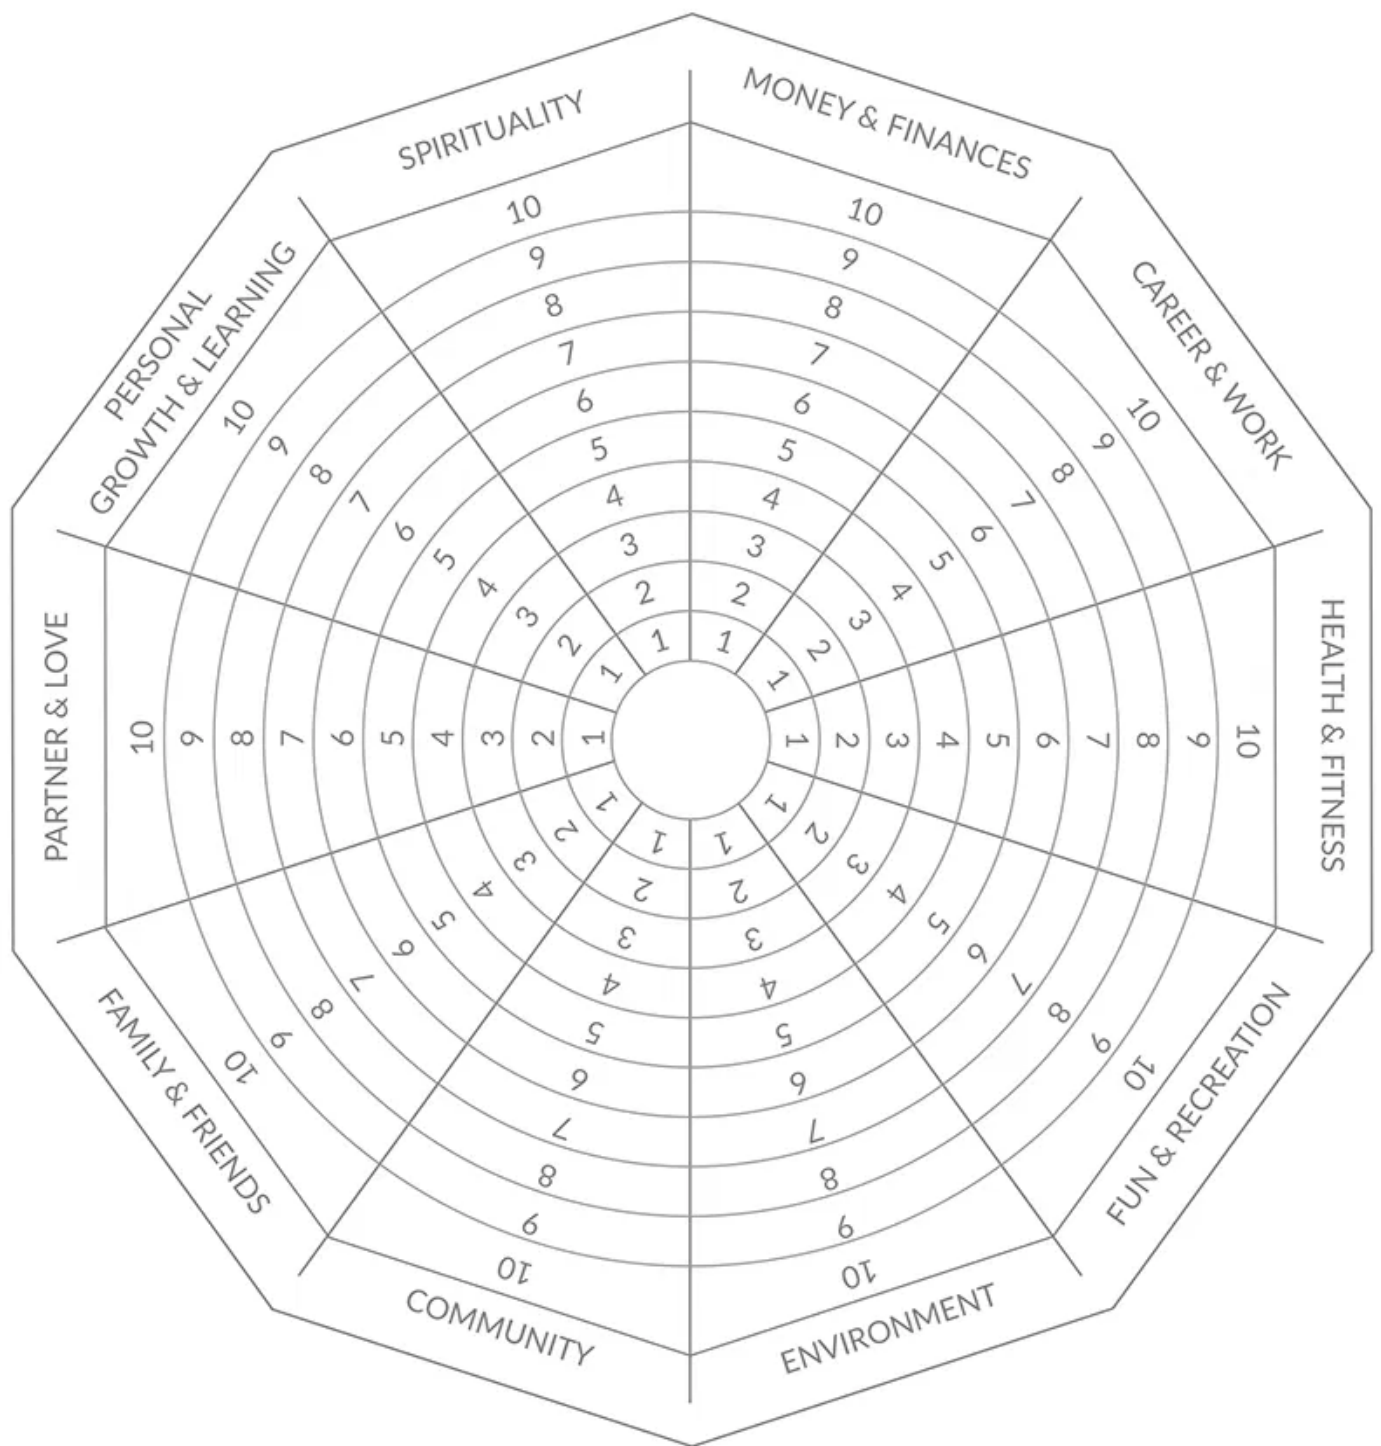 MONEY & FINANCES
10 9 8 7 6 5 4 3 2 1
CAREER & WORK
10 9 8 7 6 5 4 3 2 1
HEALTH & FITNESS
10 9 8 7 6 5 4 3 2 1
FUN & RECREATION
10 9 8 7 6 5 4 3 2 1
ENVIRONMENT
10 9 8 7 6 5 4 3 2 1
COMMUNITY
10 9 8 7 6 5 4 3 2 1
FAMILY & FRIENDS
10 9 8 7 6 5 4 3 2 1
PARTNER & LOVE
10 9 8 7 6 5 4 3 2 1
PERSONAL
GROWTH & LEARNING
10 9 8 7 6 5 4 3 2 1
SPIRITUALITY
10 9 8 7 6 5 4 3 2 1